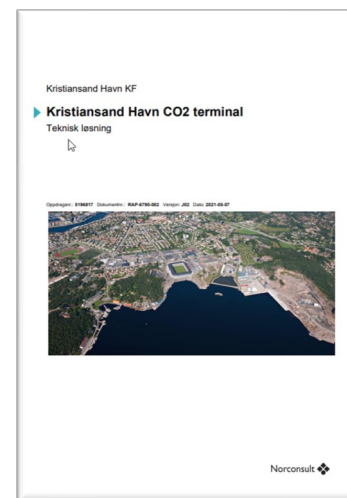 Kristiansand Havn KF
Kristiansand Havn CO2 terminal
Teknisk løsning
Oppdragsnr.: 5196817 Dokumentnr.: RAP-6790-002 Versjon: J02 Dato: 2021-05-07
Norconsult